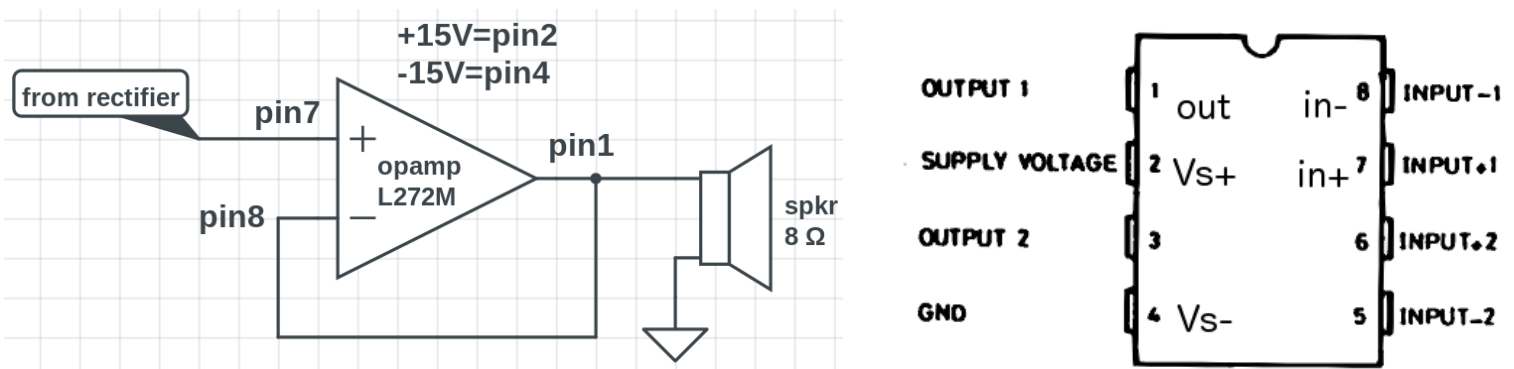 +15V=pin2
-15V=pin4
from rectifier
pin7
+
opamp
L272M
pin1
pin8
−
spkr
8 Ω
OUTPUT 1
1
out
in-
8
INPUT-1
SUPPLY VOLTAGE
2
Vs+
in+
7
INPUT+1
OUTPUT 2
3
6
INPUT+2
GND
4
Vs-
5
INPUT-2